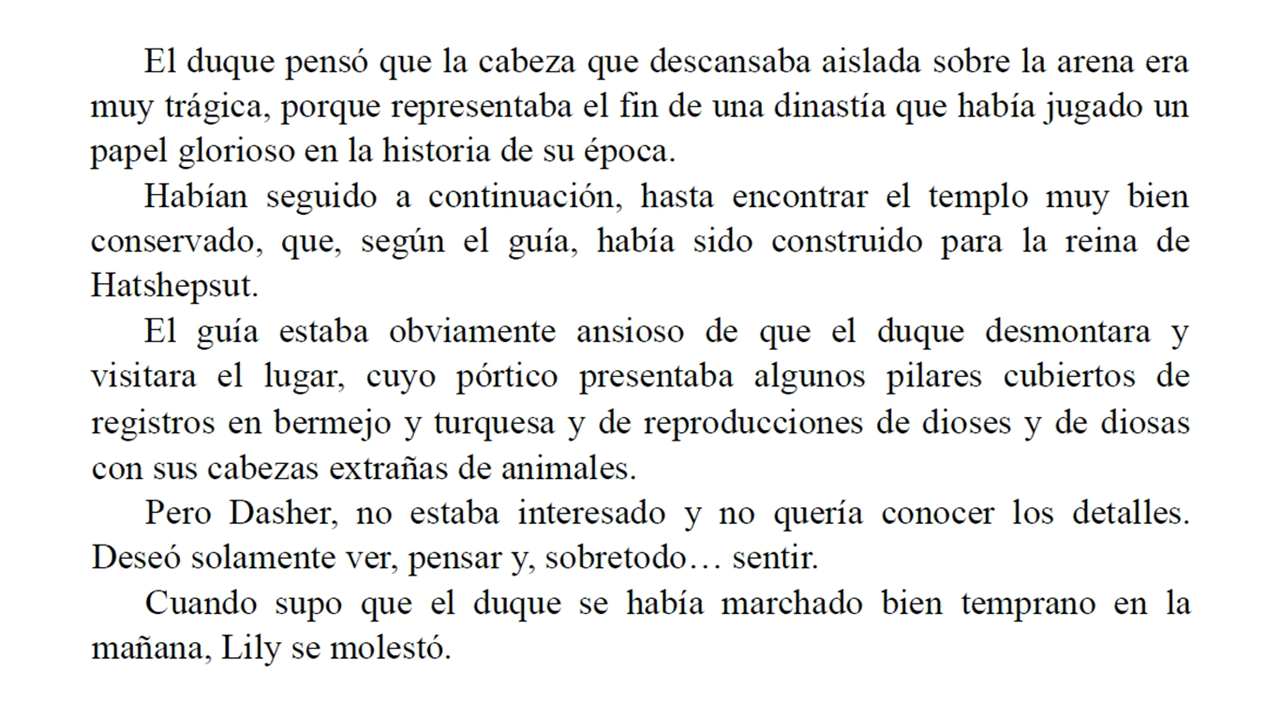 El duque pensó que la cabeza que descansaba aislada sobre la arena era
muy trágica, porque representaba el fin de una dinastía que había jugado un
papel glorioso en la historia de su época.
Habían seguido a continuación, hasta encontrar el templo muy bien
conservado, que, según el guía, había sido construido para la reina de
Hatshepsut.
El guía estaba obviamente ansioso de que el duque desmontara y
visitara el lugar, cuyo pórtico presentaba algunos pilares cubiertos de
registros en bermejo y turquesa y de reproducciones de dioses y de diosas
con sus cabezas extrañas de animales.
Pero Dasher, no estaba interesado y no quería conocer los detalles.
Deseó solamente ver, pensar y, sobretodo… sentir.
Cuando supo que el duque se había marchado bien temprano en la
mañana, Lily se molestó.